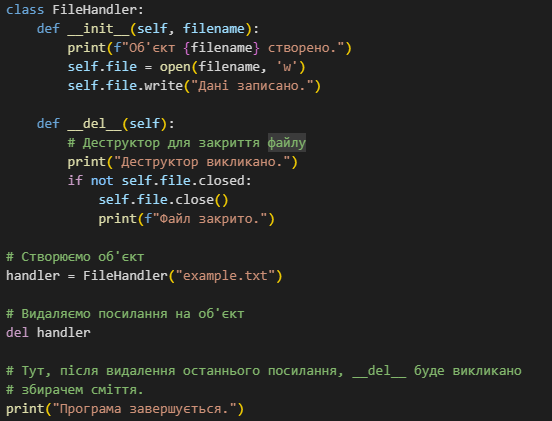 class FileHandler:
    def __init__(self, filename):
        print(f"Об'єкт {filename} створено.")
        self.file = open(filename, 'w')
        self.file.write("Дані записано.")

    def __del__(self):
        # Деструктор для закриття файлу
        print("Деструктор викликано.")
        if not self.file.closed:
            self.file.close()
            print(f"Файл закрито.")

# Створюємо об'єкт
handler = FileHandler("example.txt")

# Видаляємо посилання на об'єкт
del handler

# Тут, після видалення останнього посилання, __del__ буде викликано
# збирачем сміття.
print("Програма завершується.")